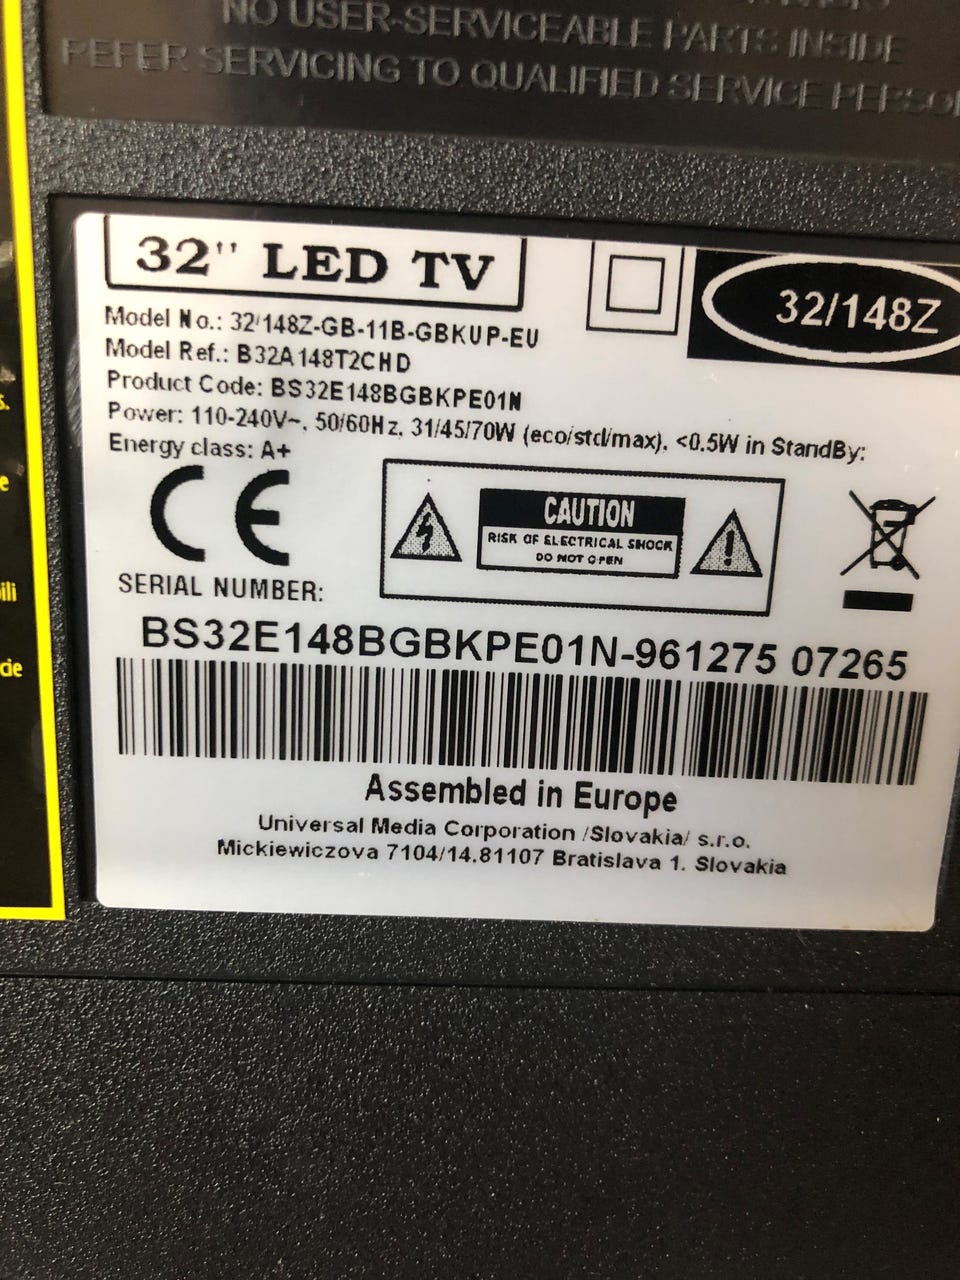 NO USER-SERVICEABLE PARTS INSIDE
REFER SERVICING TO QUALIFIED SERVICE
32" LED TV
32/148Z
Model No.: 32/148Z-GB-11B-GBKUP-EU
Model Ref.: B32A148T2CHD
Product Code: BS32E148BGBKPE01N
Power: 110-240V~, 50/60Hz, 31/45/70W (eco/std/max), <0.5W in StandBy:
Energy class: A+
CE
CAUTION
RISK OF ELECTRICAL SHOCK
DO NOT OPEN
SERIAL NUMBER:
BS32E148BGBKPE01N-961275 07265
Assembled in Europe
Universal Media Corporation /Slovakia/ s.r.o.
Mickiewiczova 7104/14.81107 Bratislava 1. Slovakia